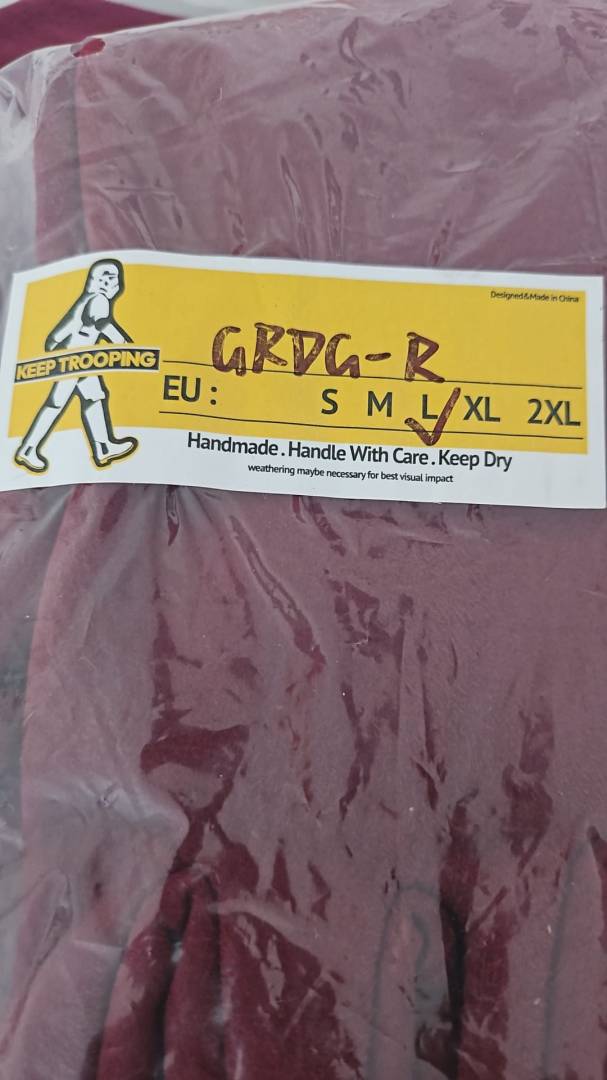 Designed&Made in China
KEEP TROOPING
GRDG-R
EU : S M L XL 2XL
Handmade . Handle With Care . Keep Dry
weathering maybe necessary for best visual impact